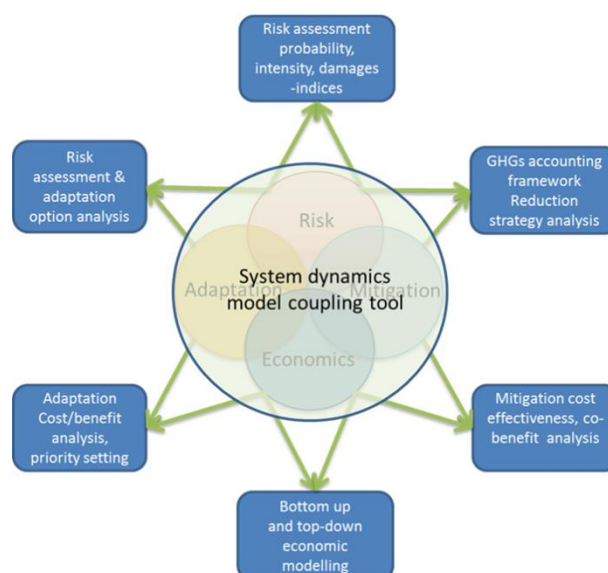 Risk assessment
probability,
intensity, damages
-indices
Risk
assessment &
adaptation
option analysis
GHGs accounting
framework
Reduction
strategy analysis
Risk
Adaptation
Mitigation
System dynamics
model coupling tool
Economics
Adaptation
Cost/benefit
analysis,
priority setting
Mitigation cost
effectiveness, co-
benefit analysis
Bottom up
and top-down
economic
modelling